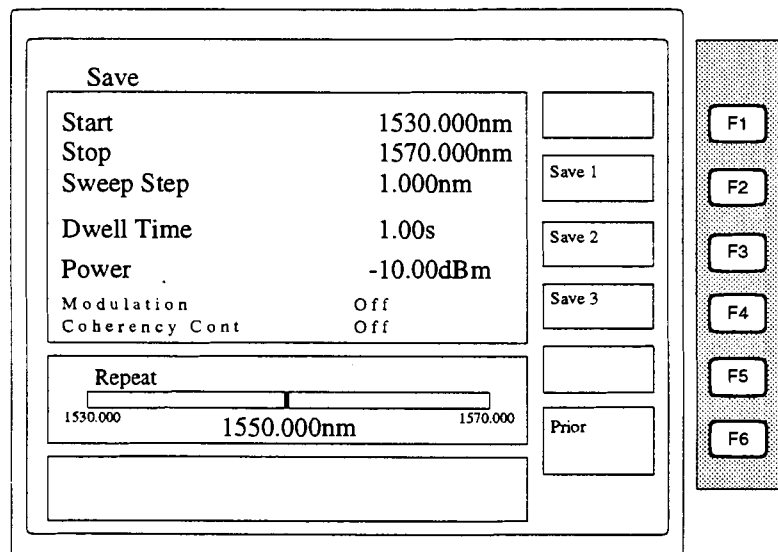 Save
Start 1530.000nm
Stop 1570.000nm
Sweep Step 1.000nm
Dwell Time 1.00s
Power -10.00dBm
Modulation Off
Coherency Cont Off
Repeat
1530.000 1550.000nm 1570.000
Save 1
Save 2
Save 3
Prior
F1
F2
F3
F4
F5
F6